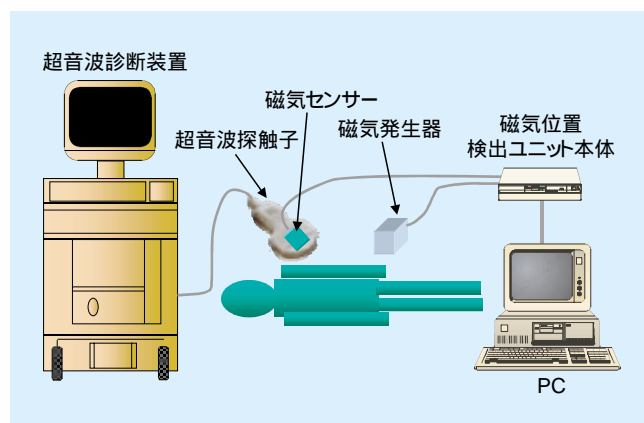 超音波診断装置
磁気センサー
超音波探触子
磁気発生器
磁気位置
検出ユニット本体
PC